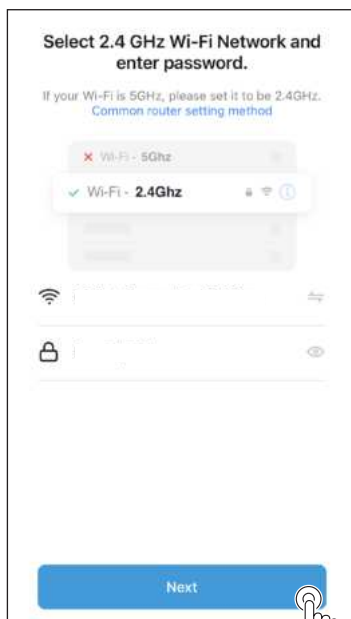 Select 2.4 GHz Wi-Fi Network and
enter password.
If your Wi-Fi is 5GHz, please set it to be 2.4GHz.
Common router setting method
Wi-Fi - 5Ghz
Wi-Fi - 2.4Ghz
Next